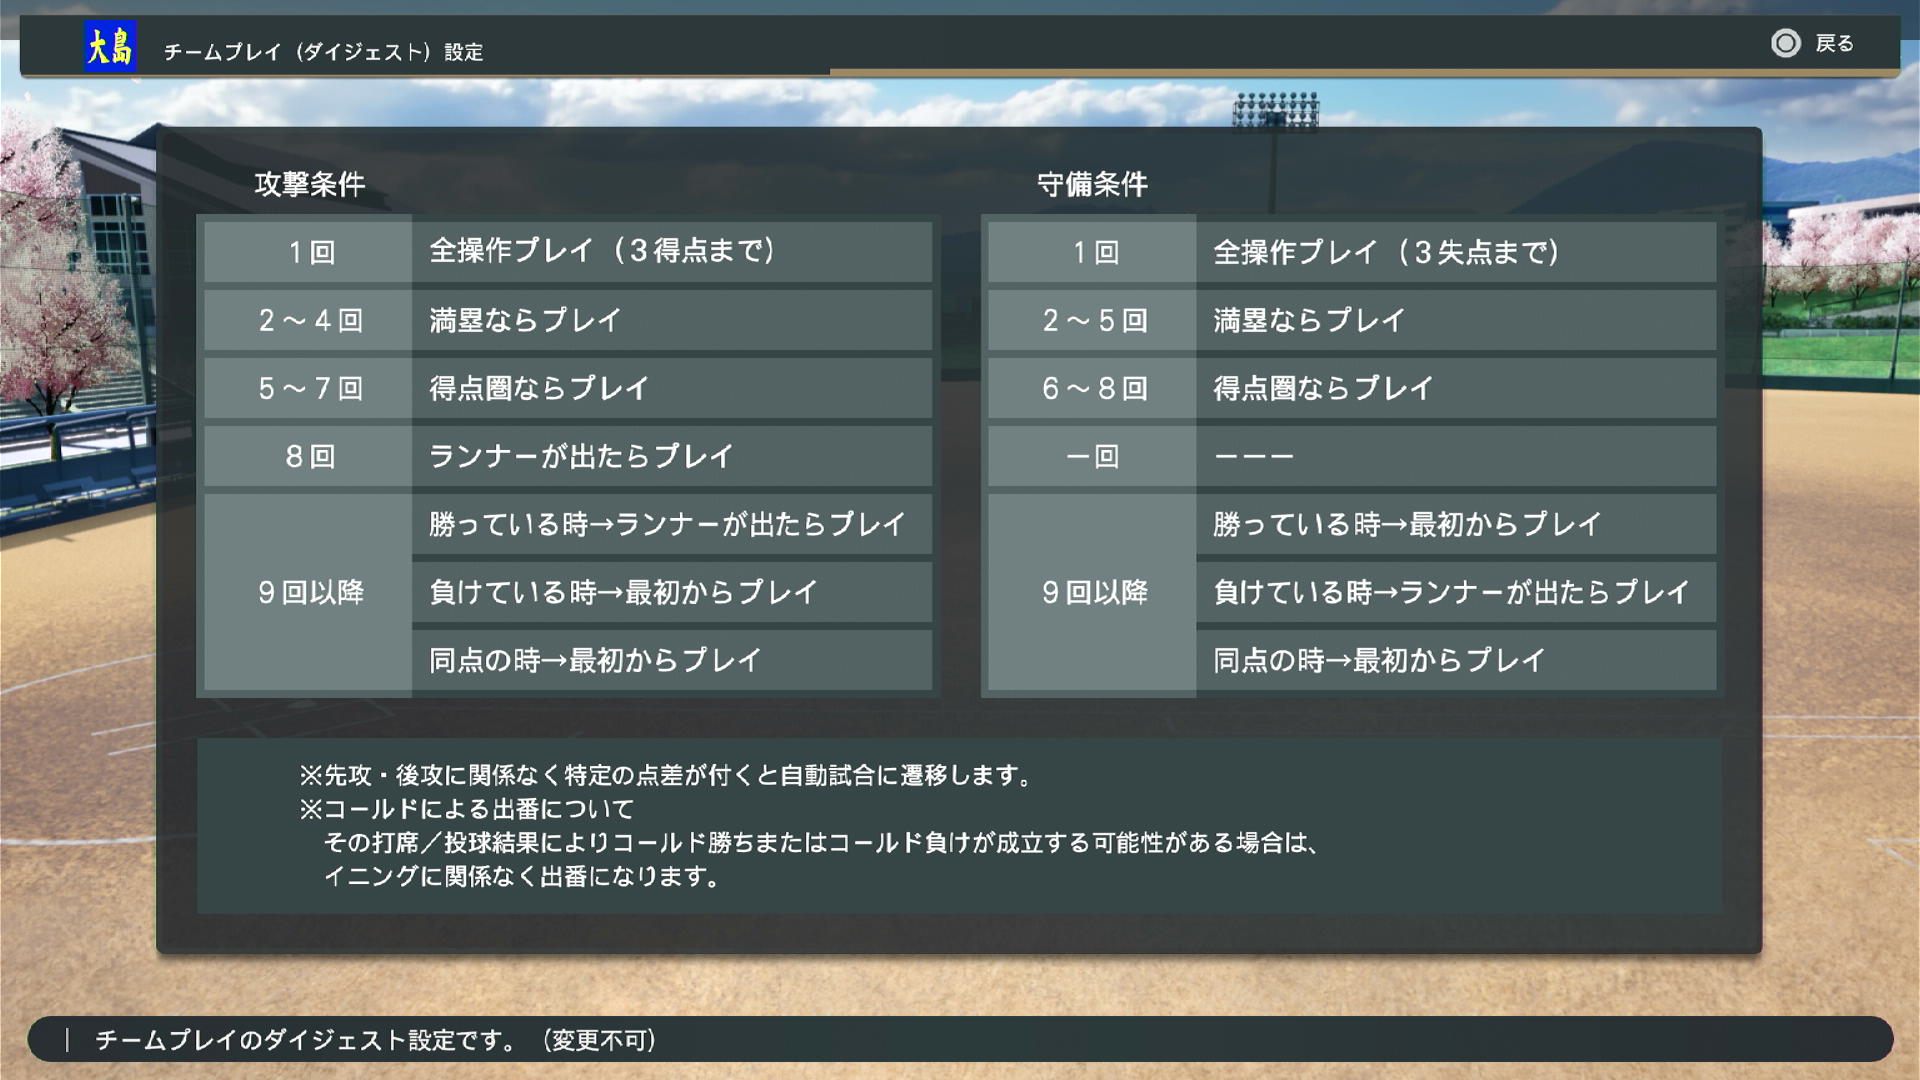 大島
チームプレイ（ダイジェスト）設定
戻る
攻撃条件
1回 全操作プレイ（3得点まで）
2～4回 満塁ならプレイ
5～7回 得点圏ならプレイ
8回 ランナーが出たらプレイ
9回以降
勝っている時→ランナーが出たらプレイ
負けている時→最初からプレイ
同点の時→最初からプレイ
守備条件
1回 全操作プレイ（3失点まで）
2～5回 満塁ならプレイ
6～8回 得点圏ならプレイ
ー回 ーーー
9回以降
勝っている時→最初からプレイ
負けている時→ランナーが出たらプレイ
同点の時→最初からプレイ
※先攻・後攻に関係なく特定の点差が付くと自動試合に遷移します。
※コールドによる出番について
その打席／投球結果によりコールド勝ちまたはコールド負けが成立する可能性がある場合は、
イニングに関係なく出番になります。
チームプレイのダイジェスト設定です。（変更不可）